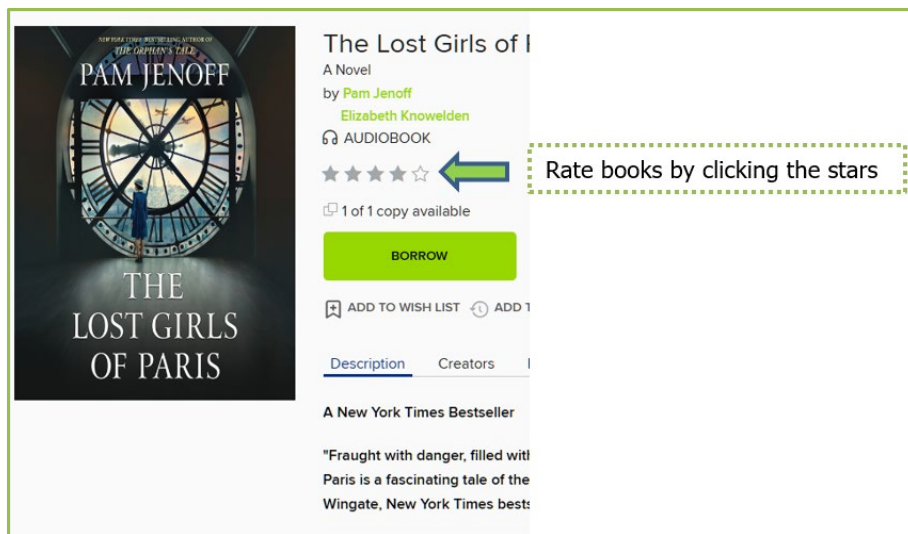 NEW YORK TIMES BESTSELLING AUTHOR OF
THE ORPHAN'S TALE
PAM JENOFF
THE
LOST GIRLS
OF PARIS
The Lost Girls of
A Novel
by Pam Jenoff
Elizabeth Knowelden
AUDIOBOOK
Rate books by clicking the stars
1 of 1 copy available
BORROW
ADD TO WISH LIST ADD
Description Creators
A New York Times Bestseller
"Fraught with danger, filled with
Paris is a fascinating tale of the
Wingate, New York Times bests